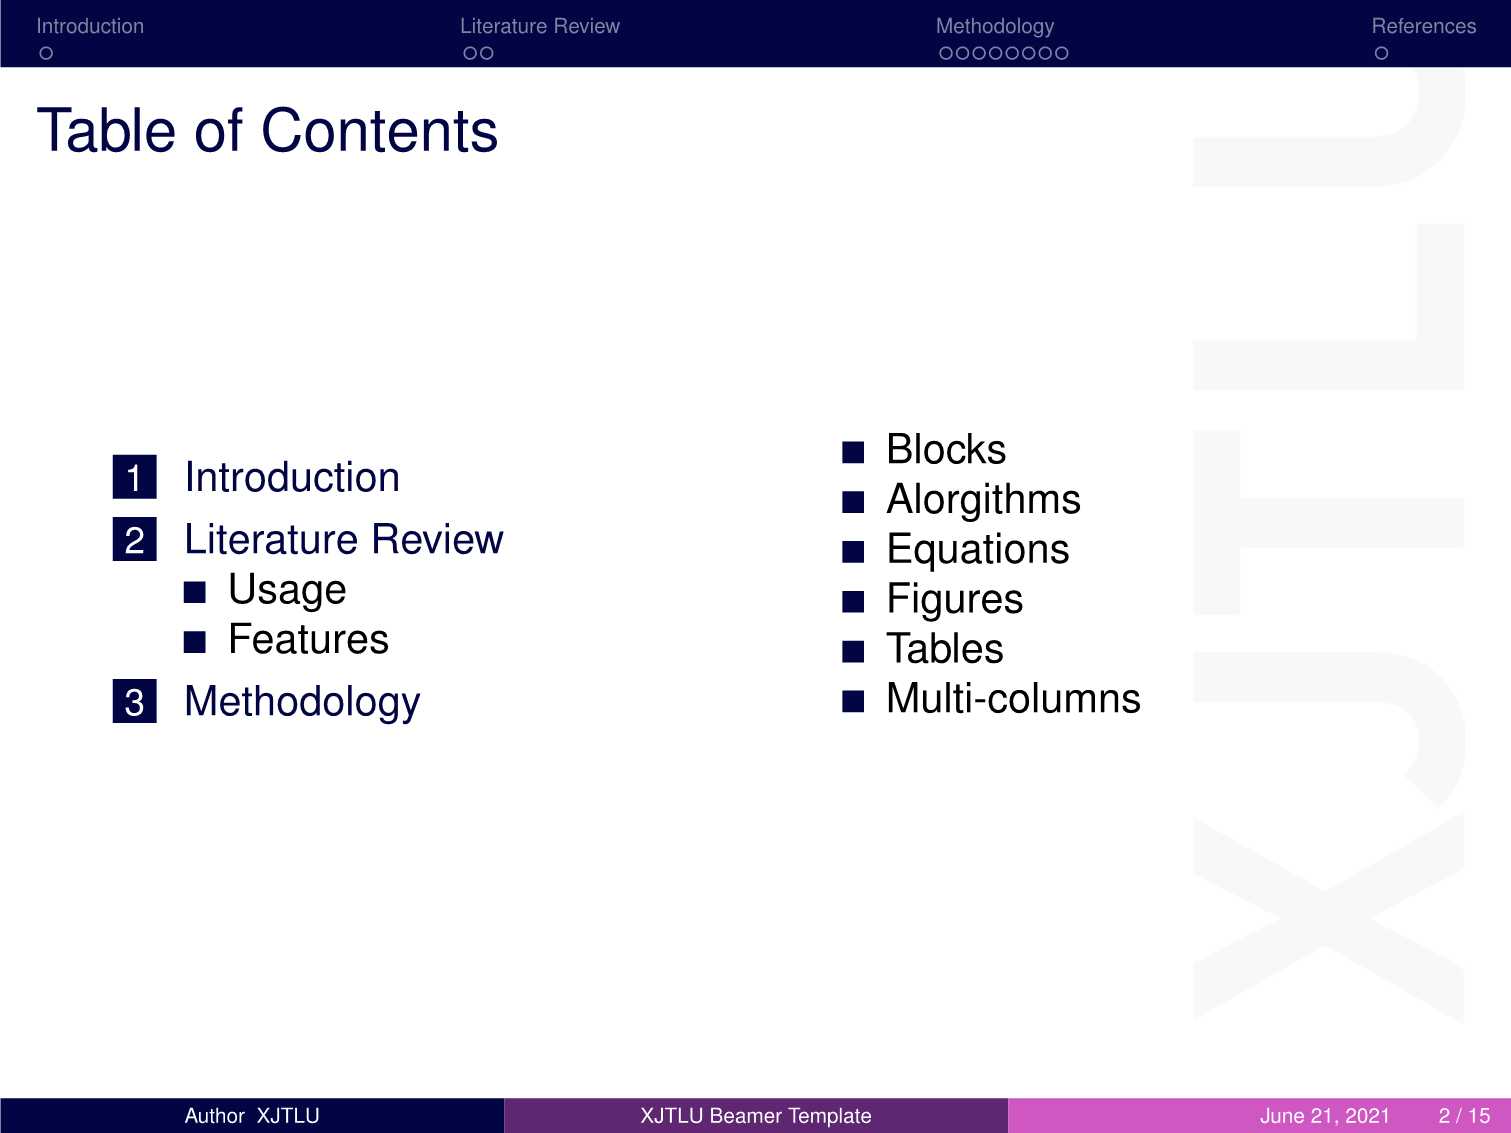 Introduction
Literature Review
Methodology
References
Table of Contents
1 Introduction
2 Literature Review
Usage
Features
3 Methodology
Blocks
Alorgithms
Equations
Figures
Tables
Multi-columns
XJTLU
Author XJTLU
XJTLU Beamer Template
June 21, 2021
2 / 15